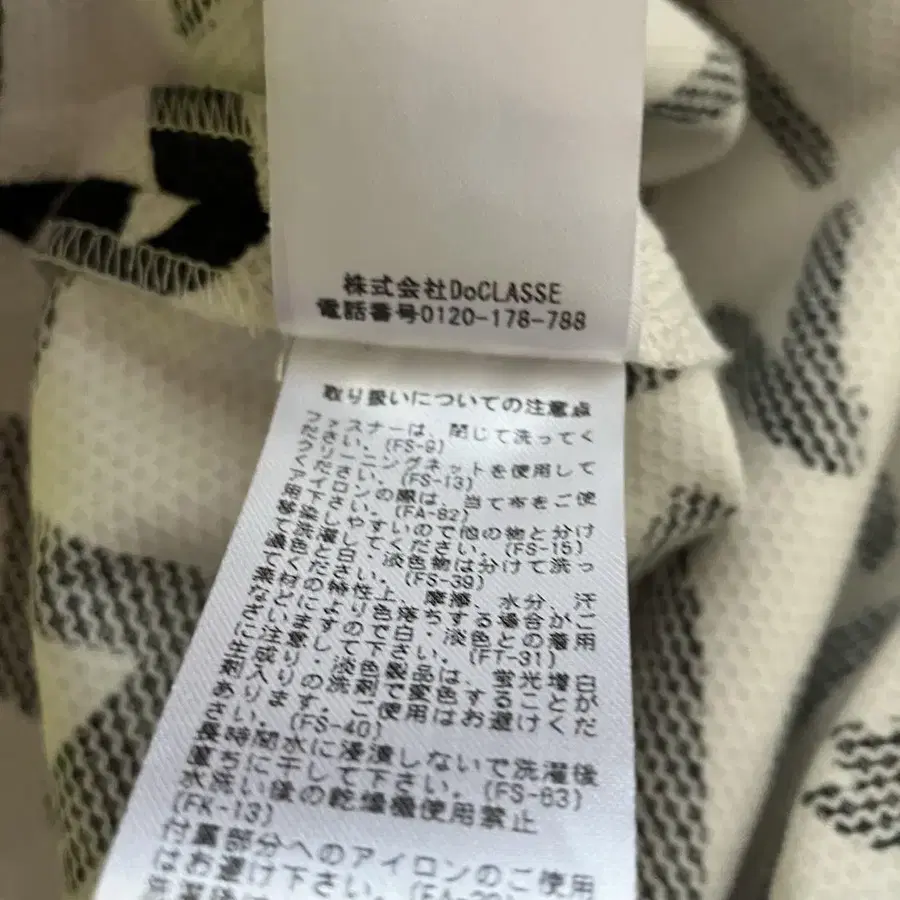 株式会社DoCLASSE
電話番号0120-178-788
取り扱いについての注意点
ファスナーは、閉じて洗ってく
ださい。(FS-9)
クリーニングネットを使用して
ください。(FS-13)
アイロンの際は、当て布をご使
用下さい。(FA-82)
移染しやすいので他の物と分け
て洗濯してください。(FS-15)
濃色と白・淡色物は分けて洗っ
てください。(FS-39)
素材の特性上、摩擦、水分、汗
などにより色落ちする場合がご
ざいますので白・淡色との着用
に注意して下さい。(FT-31)
生成り・淡色製品は、蛍光増白
剤入りの洗剤で変色することが
あります。ご使用はお避けくだ
さい。(FS-40)
長時間水に浸漬しないで洗濯後
直ちに干して下さい。(FS-63)
水洗い後の乾燥機使用禁止
(FK-13)
付属部分へのアイロンのご使用
はお避け下さい。